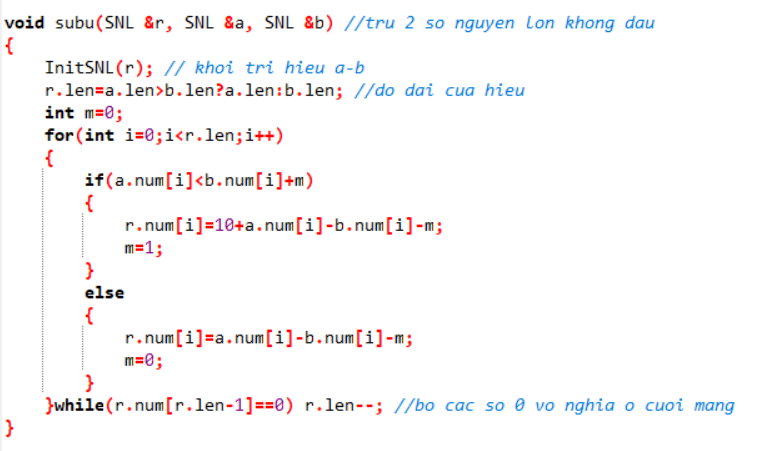 void subu(SNL &r, SNL &a, SNL &b) //tru 2 so nguyen lon khong dau
{
    InitSNL(r); // khoi tri hieu a-b
    r.len=a.len>b.len?a.len:b.len; //do dai cua hieu
    int m=0;
    for(int i=0;i<r.len;i++)
    {
        if(a.num[i]<b.num[i]+m)
        {
            r.num[i]=10+a.num[i]-b.num[i]-m;
            m=1;
        }
        else
        {
            r.num[i]=a.num[i]-b.num[i]-m;
            m=0;
        }
    }while(r.num[r.len-1]==0) r.len--; //bo cac so 0 vo nghia o cuoi mang
}